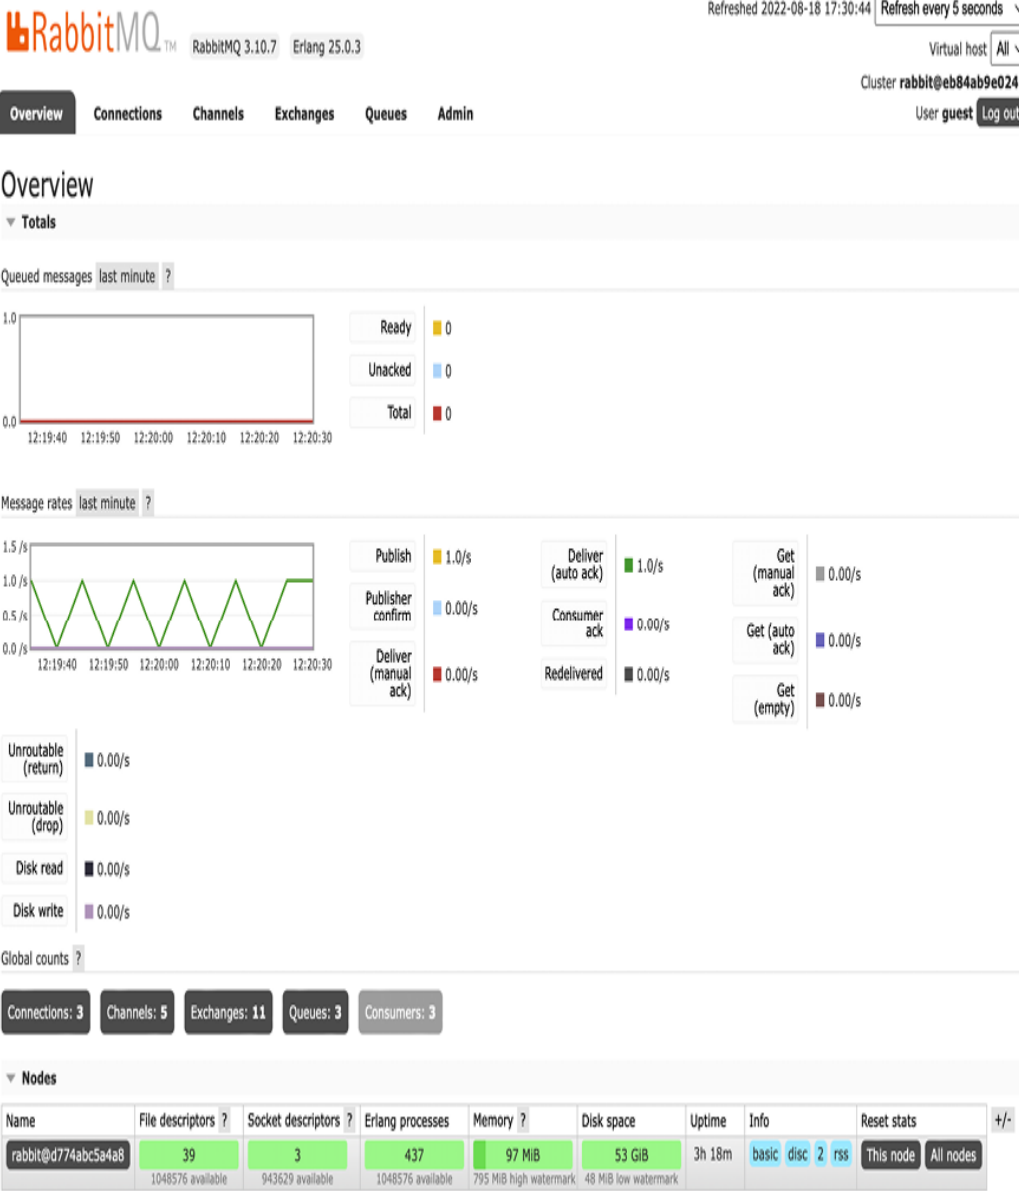 RabbitMQ TM RabbitMQ 3.10.7 Erlang 25.0.3
Refreshed 2022-08-18 17:30:44 Refresh every 5 seconds
Virtual host All
Cluster rabbit@eb84ab9e024
User guest Log out
Overview Connections Channels Exchanges Queues Admin
Overview
Totals
Queued messages last minute ?
1.0
0.0
12:19:40 12:19:50 12:20:00 12:20:10 12:20:20 12:20:30
Ready 0
Unacked 0
Total 0
Message rates last minute ?
1.5 /s
1.0 /s
0.5 /s
0.0 /s
12:19:40 12:19:50 12:20:00 12:20:10 12:20:20 12:20:30
Publish 1.0/s
Publisher
confirm 0.00/s
Deliver
(manual
ack) 0.00/s
Deliver
(auto ack) 1.0/s
Consumer
ack 0.00/s
Redelivered 0.00/s
Get
(manual
ack) 0.00/s
Get (auto
ack) 0.00/s
Get
(empty) 0.00/s
Unroutable
(return) 0.00/s
Unroutable
(drop) 0.00/s
Disk read 0.00/s
Disk write 0.00/s
Global counts ?
Connections: 3 Channels: 5 Exchanges: 11 Queues: 3 Consumers: 3
Nodes
Name File descriptors ? Socket descriptors ? Erlang processes Memory ? Disk space Uptime Info Reset stats +/-
rabbit@d774abc5a4a8 39 3 437 97 MiB 53 GiB 3h 18m basic disc 2 rss This node All nodes
1048576 available 943629 available 1048576 available 795 MiB high watermark 48 MiB low watermark